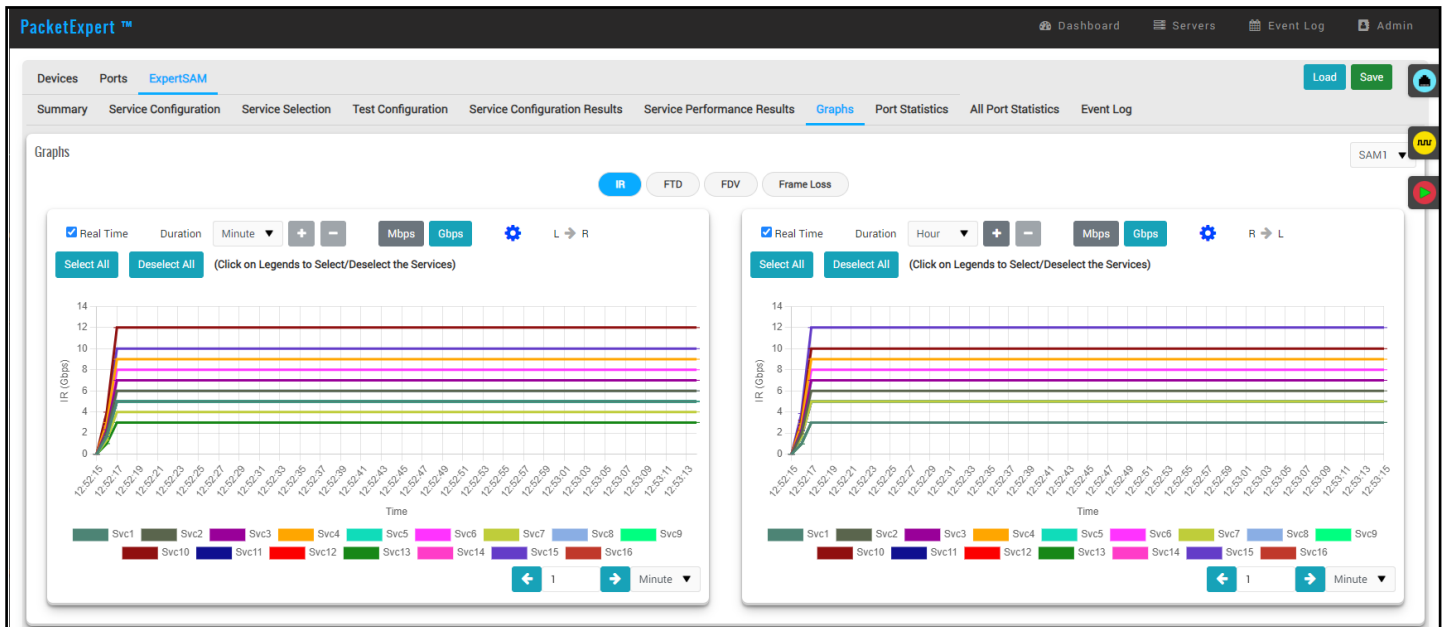 PacketExpert ™ Dashboard Servers Event Log Admin
Devices Ports ExpertSAM Load Save
Summary Service Configuration Service Selection Test Configuration Service Configuration Results Service Performance Results Graphs Port Statistics All Port Statistics Event Log
Graphs
SAM1
IR FTD FDV Frame Loss
Real Time Duration Minute + − Mbps Gbps L → R
Select All Deselect All (Click on Legends to Select/Deselect the Services)
14
12
10
8
6
4
2
0
IR (Gbps)
12:52:15 12:52:17 12:52:19 12:52:21 12:52:23 12:52:25 12:52:27 12:52:29 12:52:31 12:52:33 12:52:35 12:52:37 12:52:39 12:52:41 12:52:43 12:52:45 12:52:47 12:52:49 12:52:51 12:52:53 12:52:55 12:52:57 12:52:59 12:53:01 12:53:03 12:53:05 12:53:07 12:53:09 12:53:11 12:53:13
Time
Svc1 Svc2 Svc3 Svc4 Svc5 Svc6 Svc7 Svc8 Svc9
Svc10 Svc11 Svc12 Svc13 Svc14 Svc15 Svc16
← 1 → Minute
Real Time Duration Hour + − Mbps Gbps R → L
Select All Deselect All (Click on Legends to Select/Deselect the Services)
14
12
10
8
6
4
2
0
IR (Gbps)
12:52:15 12:52:17 12:52:19 12:52:21 12:52:23 12:52:25 12:52:27 12:52:29 12:52:31 12:52:33 12:52:35 12:52:37 12:52:39 12:52:41 12:52:43 12:52:45 12:52:47 12:52:49 12:52:51 12:52:53 12:52:55 12:52:57 12:52:59 12:53:01 12:53:03 12:53:05 12:53:07 12:53:09 12:53:11 12:53:13 12:53:15
Time
Svc1 Svc2 Svc3 Svc4 Svc5 Svc6 Svc7 Svc8 Svc9
Svc10 Svc11 Svc12 Svc13 Svc14 Svc15 Svc16
← 1 → Minute